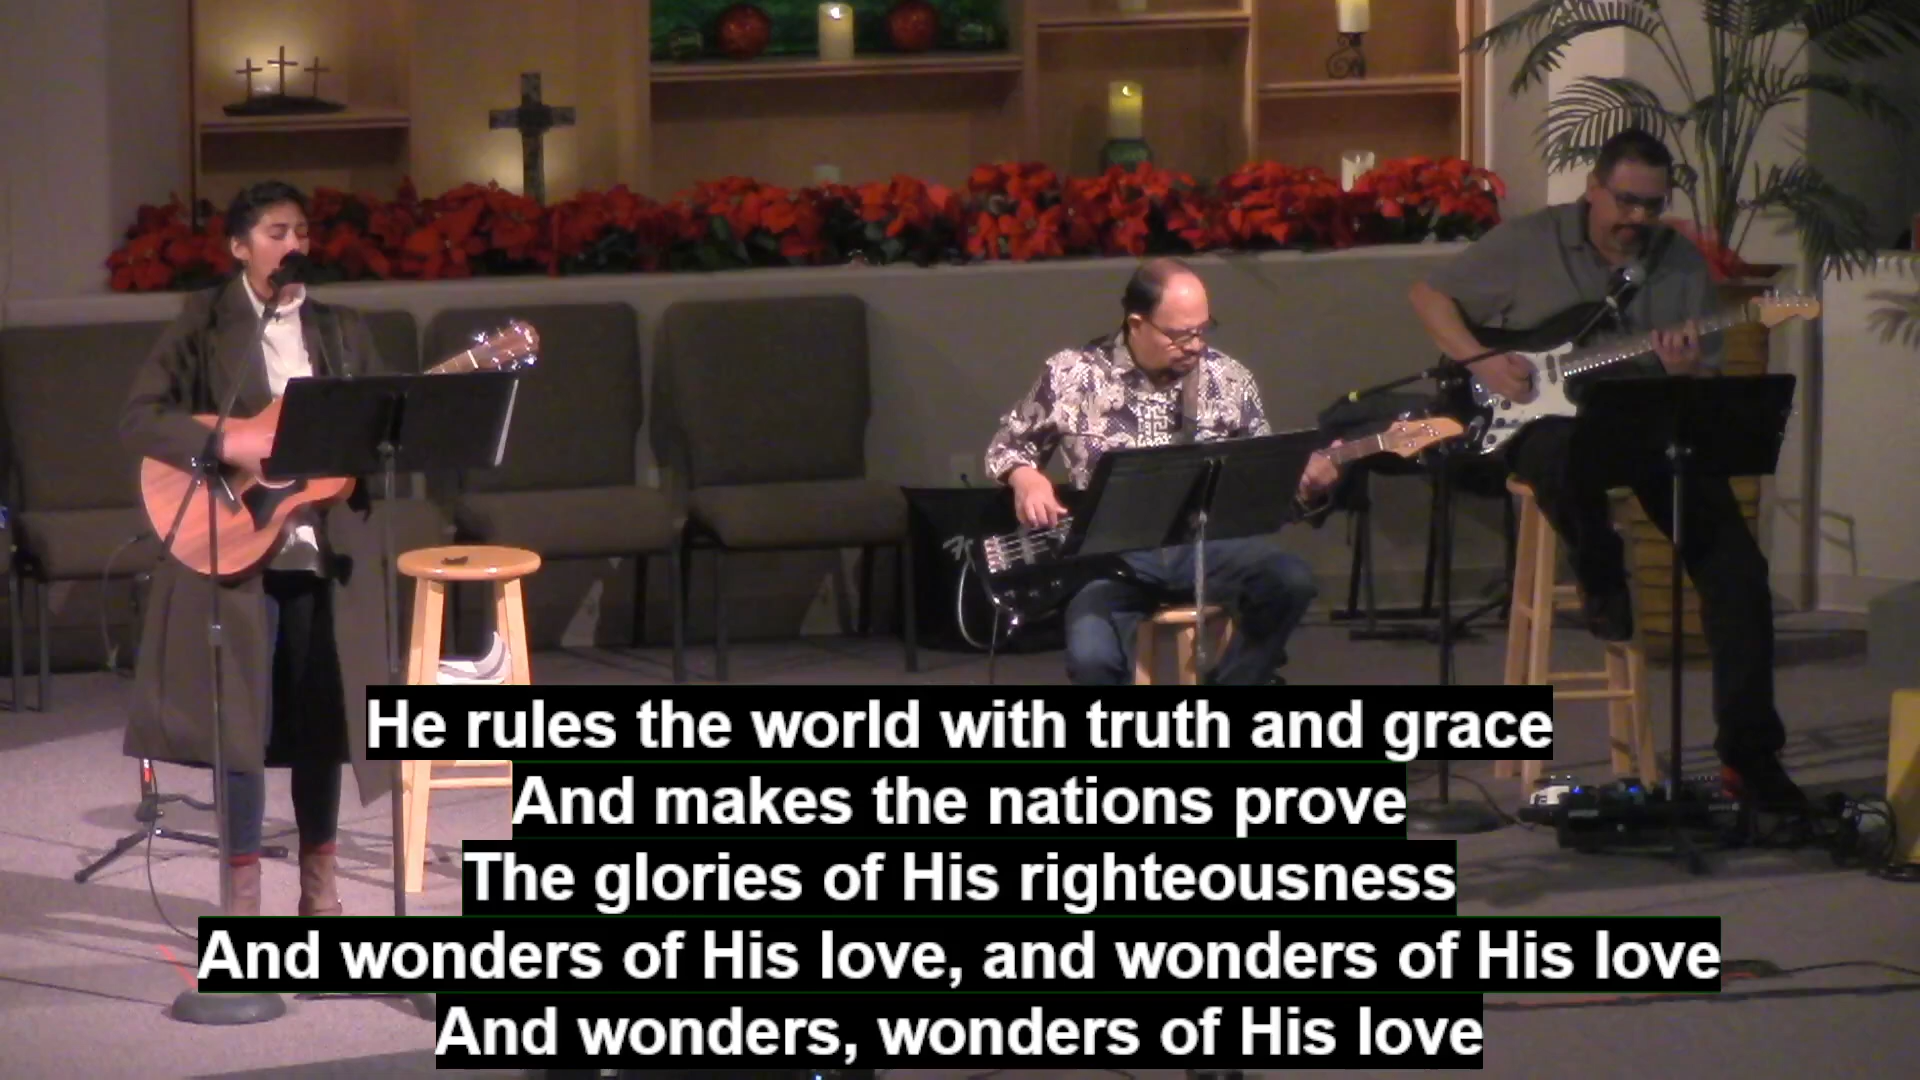 He rules the world with truth and grace
And makes the nations prove
The glories of His righteousness
And wonders of His love, and wonders of His love
And wonders, wonders of His love